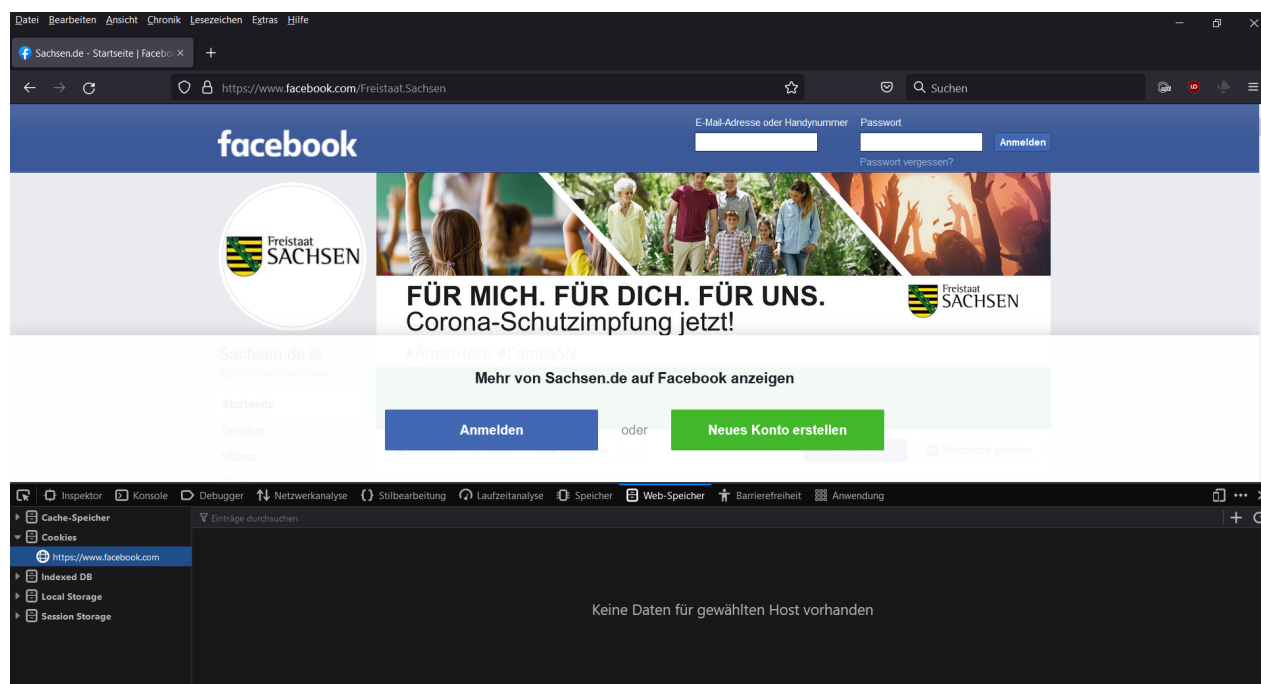 Datei Bearbeiten Ansicht Chronik Lesezeichen Extras Hilfe
Sachsen.de - Startseite | Facebo
https://www.facebook.com/Freistaat.Sachsen
Suchen
facebook
E-Mail-Adresse oder Handynummer Passwort
Anmelden
Passwort vergessen?
Freistaat
SACHSEN
FÜR MICH. FÜR DICH. FÜR UNS.
Corona-Schutzimpfung jetzt!
Freistaat
SACHSEN
Sachsen.de
#ÄrmelHoch #CoronaSN
Mehr von Sachsen.de auf Facebook anzeigen
Startseite
Beiträge
Videos
Anmelden oder Neues Konto erstellen
Nachricht senden
Inspektor Konsole Debugger Netzwerkanalyse Stilbearbeitung Laufzeitanalyse Speicher Web-Speicher Barrierefreiheit Anwendung
Cache-Speicher
Einträge durchsuchen
Cookies
https://www.facebook.com
Indexed DB
Local Storage
Session Storage
Keine Daten für gewählten Host vorhanden